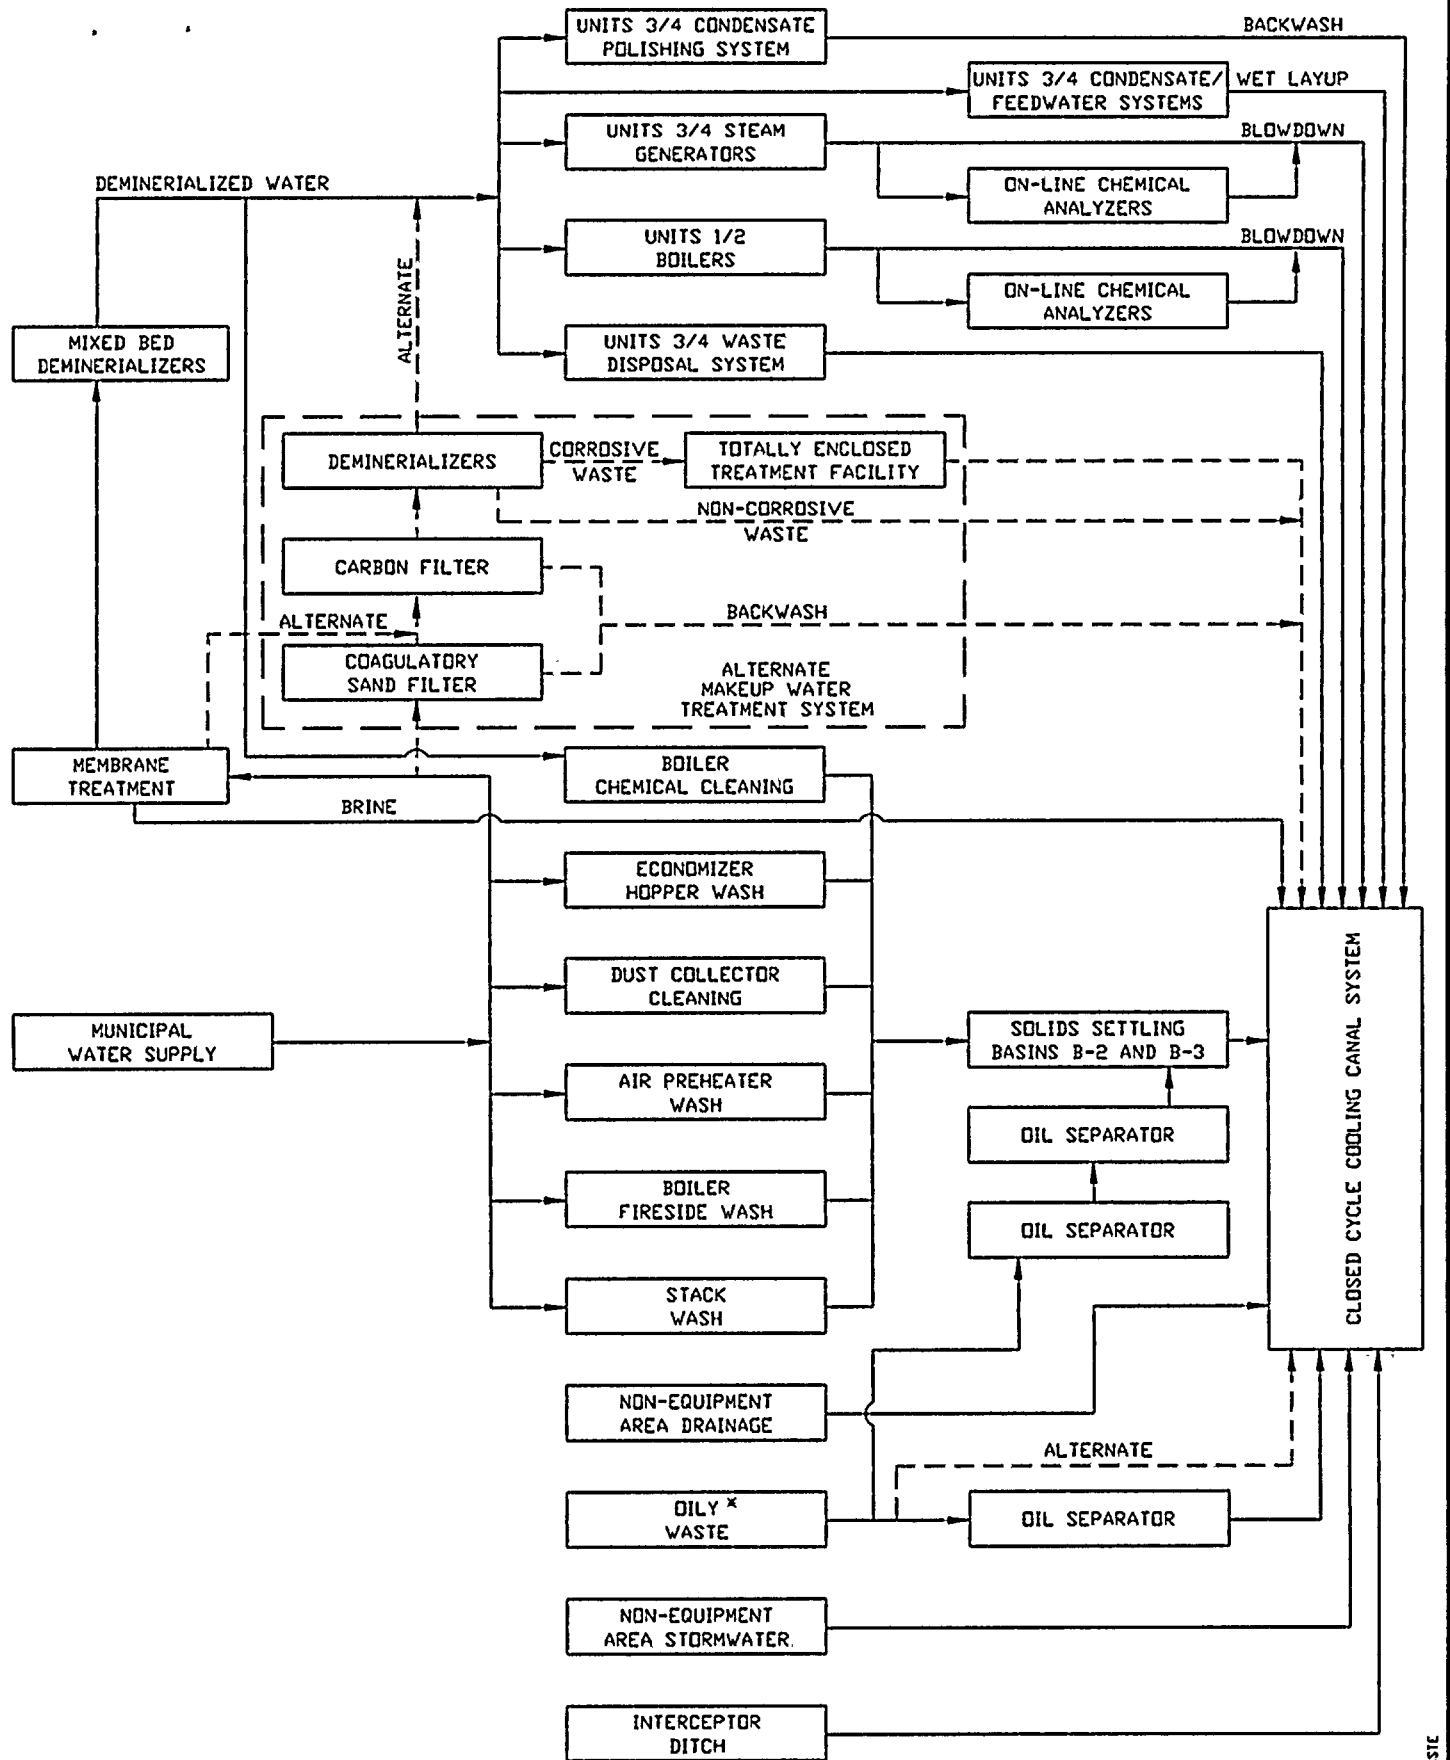 UNITS 3/4 CONDENSATE
POLISHING SYSTEM
BACKWASH
UNITS 3/4 CONDENSATE/
FEEDWATER SYSTEMS
WET LAYUP
UNITS 3/4 STEAM
GENERATORS
BLOWDOWN
DEMINERIALIZED WATER
ON-LINE CHEMICAL
ANALYZERS
UNITS 1/2
BOILERS
BLOWDOWN
ALTERNATE
ON-LINE CHEMICAL
ANALYZERS
MIXED BED
DEMINERIALIZERS
UNITS 3/4 WASTE
DISPOSAL SYSTEM
DEMINERIALIZERS
CORROSIVE
WASTE
TOTALLY ENCLOSED
TREATMENT FACILITY
NON-CORROSIVE
WASTE
CARBON FILTER
ALTERNATE
BACKWASH
COAGULATORY
SAND FILTER
ALTERNATE
MAKEUP WATER
TREATMENT SYSTEM
MEMBRANE
TREATMENT
BOILER
CHEMICAL CLEANING
BRINE
ECONOMIZER
HOPPER WASH
DUST COLLECTOR
CLEANING
MUNICIPAL
WATER SUPPLY
SOLIDS SETTLING
BASINS B-2 AND B-3
CLOSED CYCLE COOLING CANAL SYSTEM
AIR PREHEATER
WASH
OIL SEPARATOR
BOILER
FIRESIDE WASH
OIL SEPARATOR
STACK
WASH
NON-EQUIPMENT
AREA DRAINAGE
ALTERNATE
OILY *
WASTE
OIL SEPARATOR
NON-EQUIPMENT
AREA STORMWATER.
INTERCEPTOR
DITCH
STE